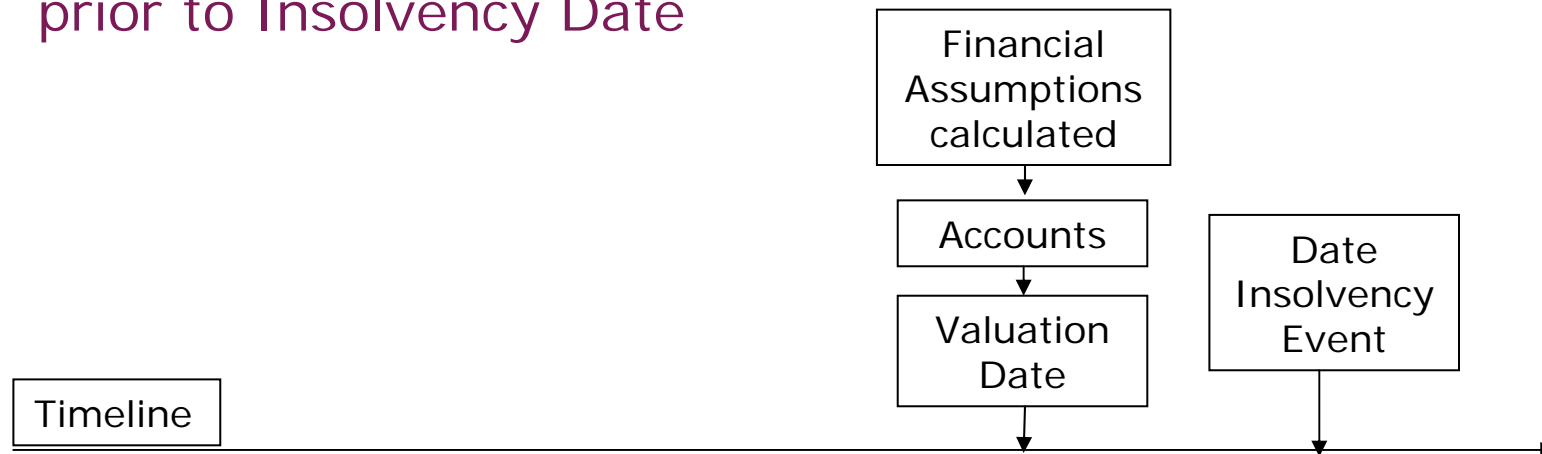 prior to Insolvency Date
Financial
Assumptions
calculated
Accounts
Date
Insolvency
Event
Valuation
Date
Timeline